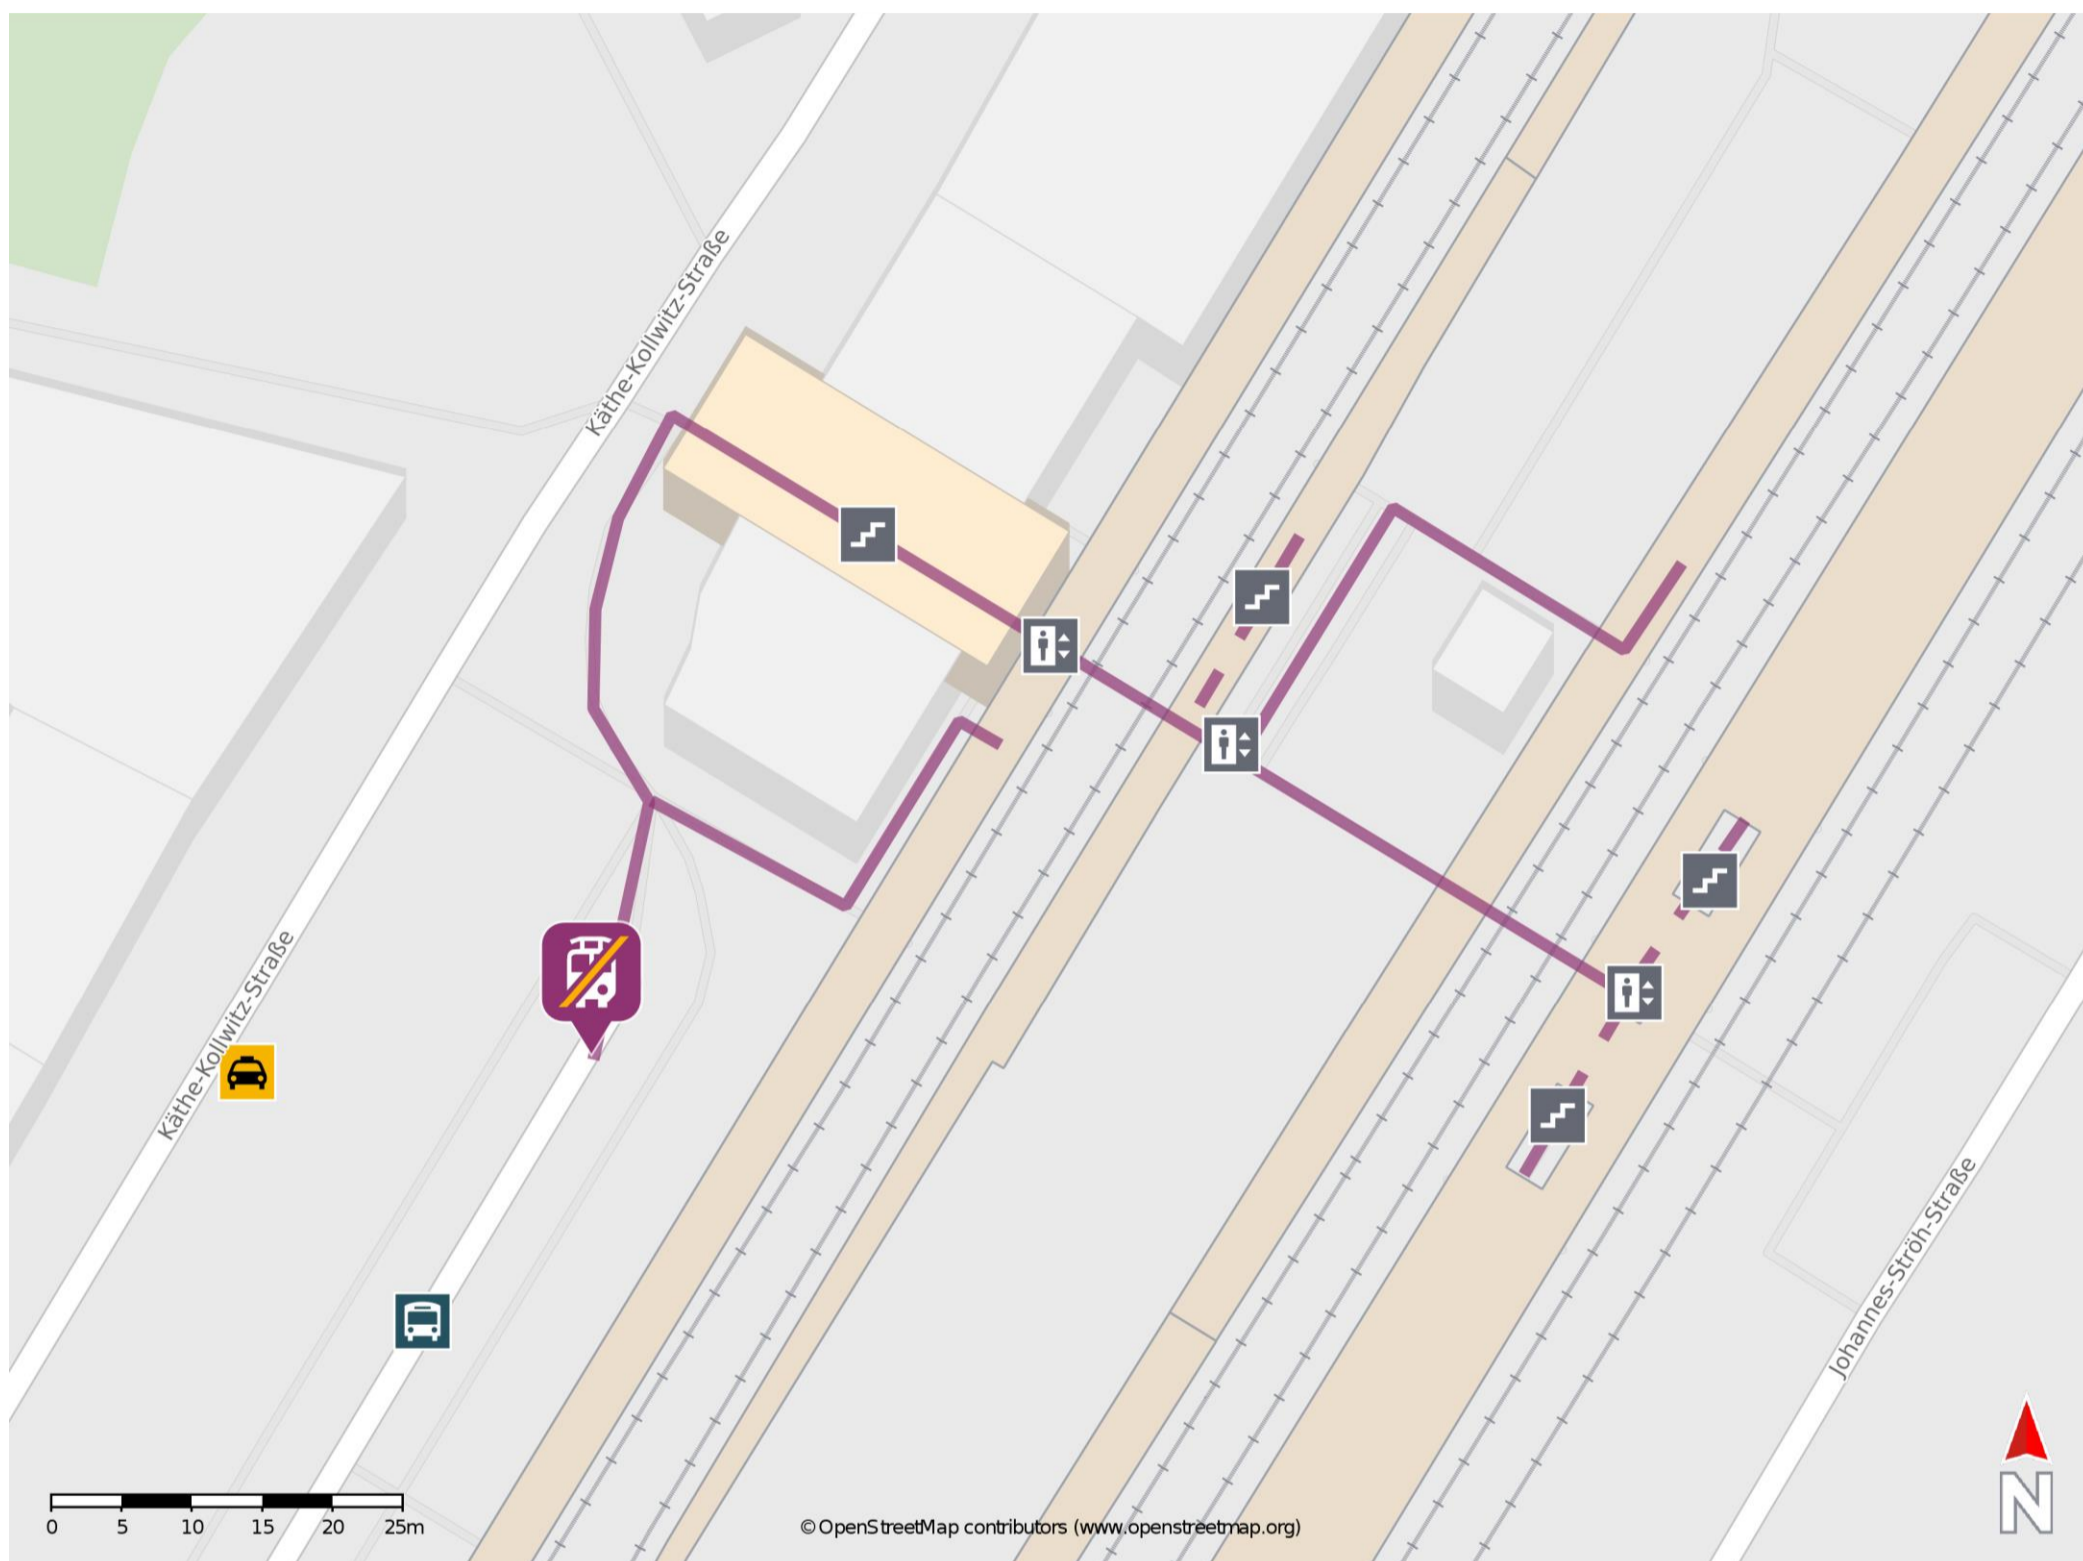 Käthe-Kollwitz-Straße
Käthe-Kollwitz-Straße
Johannes-Ströh-Straße
0 5 10 15 20 25m
© OpenStreetMap contributors (www.openstreetmap.org)
N